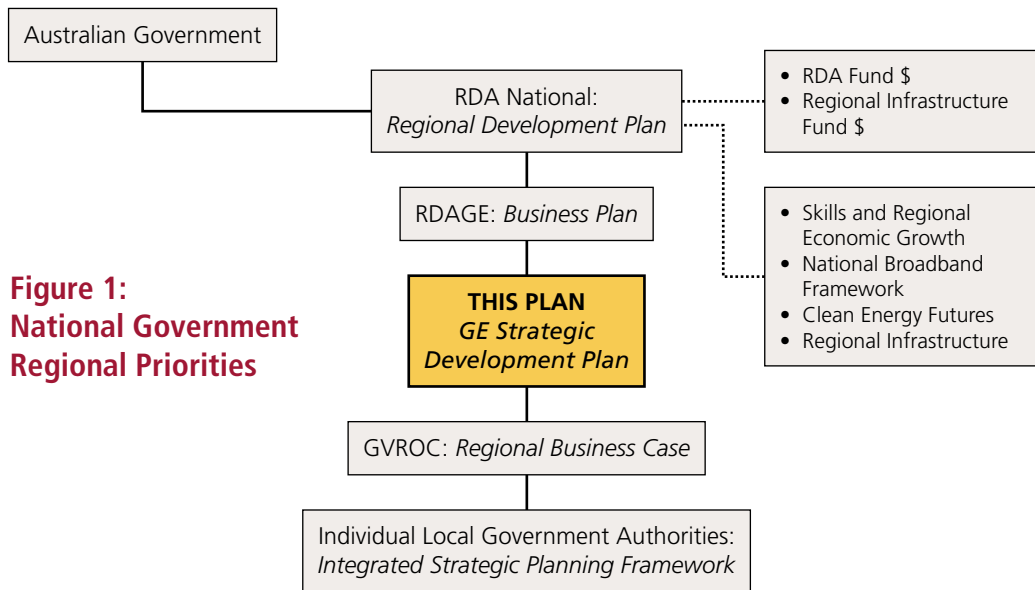 Australian Government
RDA National:
Regional Development Plan
• RDA Fund $
• Regional Infrastructure
Fund $
RDAGE: Business Plan
• Skills and Regional
Economic Growth
• National Broadband
Framework
• Clean Energy Futures
• Regional Infrastructure
Figure 1:
National Government
Regional Priorities
THIS PLAN
GE Strategic
Development Plan
GVROC: Regional Business Case
Individual Local Government Authorities:
Integrated Strategic Planning Framework